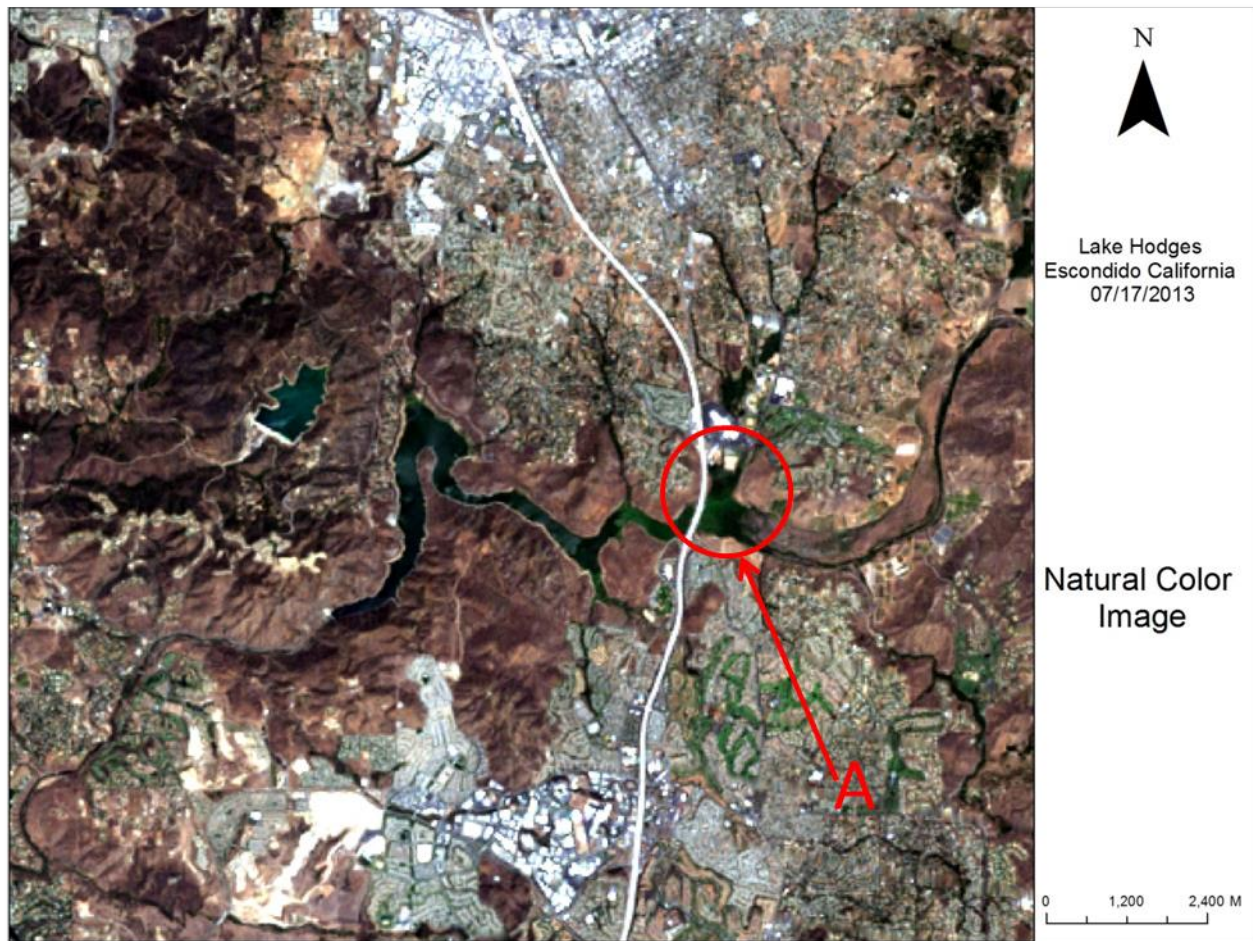 N
Lake Hodges
Escondido California
07/17/2013
Natural Color
Image
A
0 1,200 2,400 M